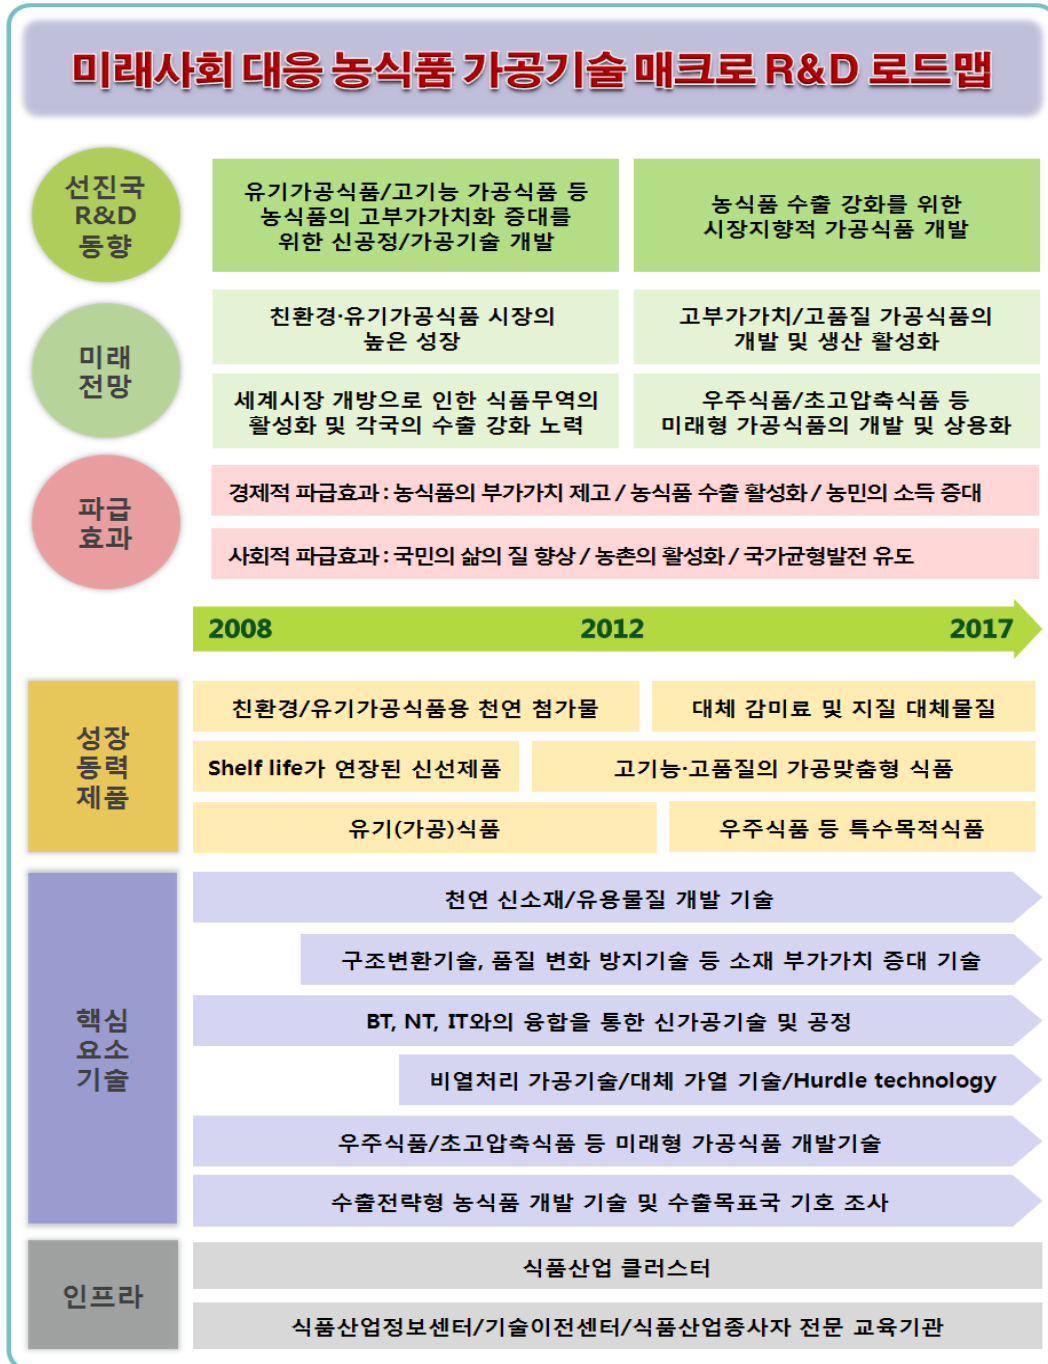 미래사회 대응 농식품 가공기술 매크로 R&D 로드맵
선진국
R&D
동향
유기가공식품/고기능 가공식품 등
농식품의 고부가가치화 증대를
위한 신공정/가공기술 개발
농식품 수출 강화를 위한
시장지향적 가공식품 개발
미래
전망
친환경·유기가공식품 시장의
높은 성장
고부가가치/고품질 가공식품의
개발 및 생산 활성화
세계시장 개방으로 인한 식품무역의
활성화 및 각국의 수출 강화 노력
우주식품/초고압축식품 등
미래형 가공식품의 개발 및 상용화
파급
효과
경제적 파급효과 : 농식품의 부가가치 제고 / 농식품 수출 활성화 / 농민의 소득 증대
사회적 파급효과 : 국민의 삶의 질 향상 / 농촌의 활성화 / 국가균형발전 유도
2008 2012 2017
성장
동력
제품
친환경/유기가공식품용 천연 첨가물
대체 감미료 및 지질 대체물질
Shelf life가 연장된 신선제품
고기능·고품질의 가공맞춤형 식품
유기(가공)식품
우주식품 등 특수목적식품
핵심
요소
기술
천연 신소재/유용물질 개발 기술
구조변환기술, 품질 변화 방지기술 등 소재 부가가치 증대 기술
BT, NT, IT와의 융합을 통한 신가공기술 및 공정
비열처리 가공기술/대체 가열 기술/Hurdle technology
우주식품/초고압축식품 등 미래형 가공식품 개발기술
수출전략형 농식품 개발 기술 및 수출목표국 기호 조사
인프라
식품산업 클러스터
식품산업정보센터/기술이전센터/식품산업종사자 전문 교육기관